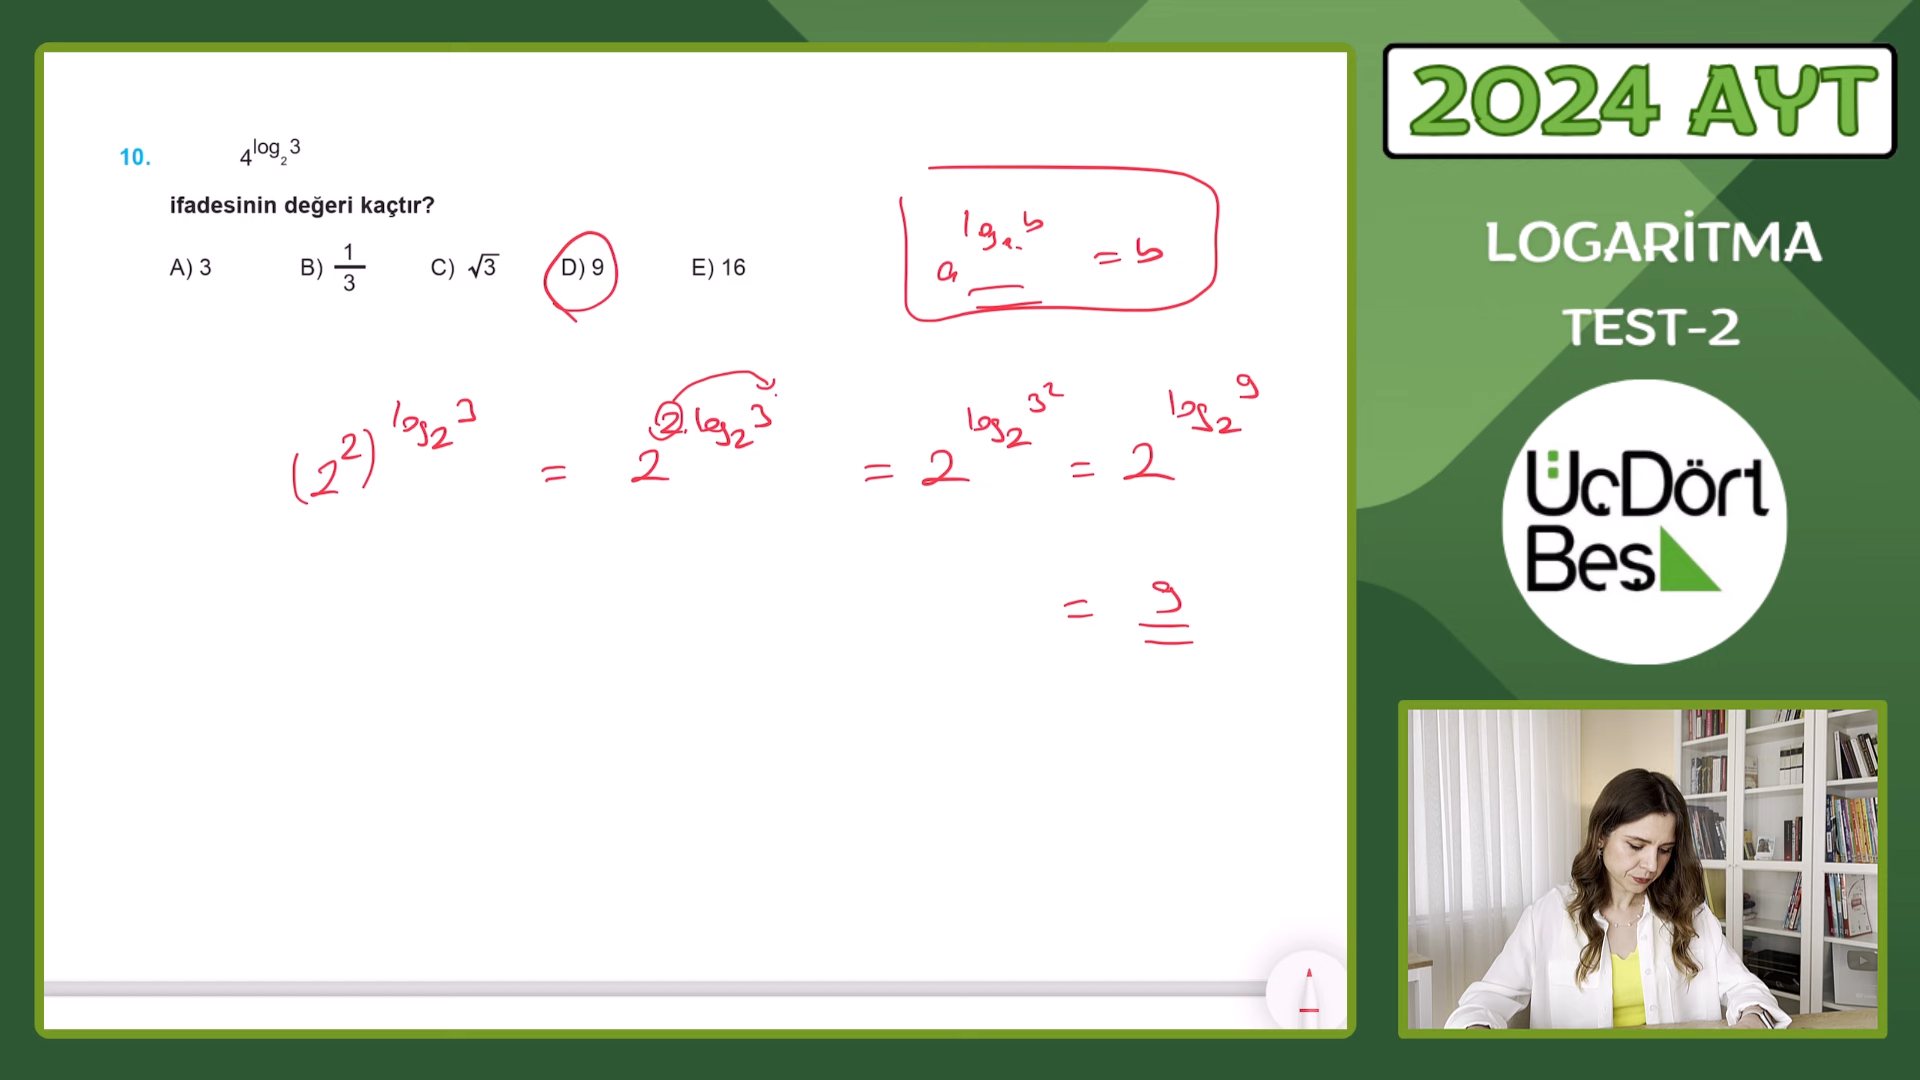 10. 4^log₂3
ifadesinin değeri kaçtır?
A) 3 B) 1/3 C) √3 D) 9 E) 16
a^logₐb = b
(2²)^log₂3 = 2^2.log₂3 = 2^log₂3² = 2^log₂9
= 9
2024 AYT
LOGARİTMA
TEST-2
ÜçDört
Beş